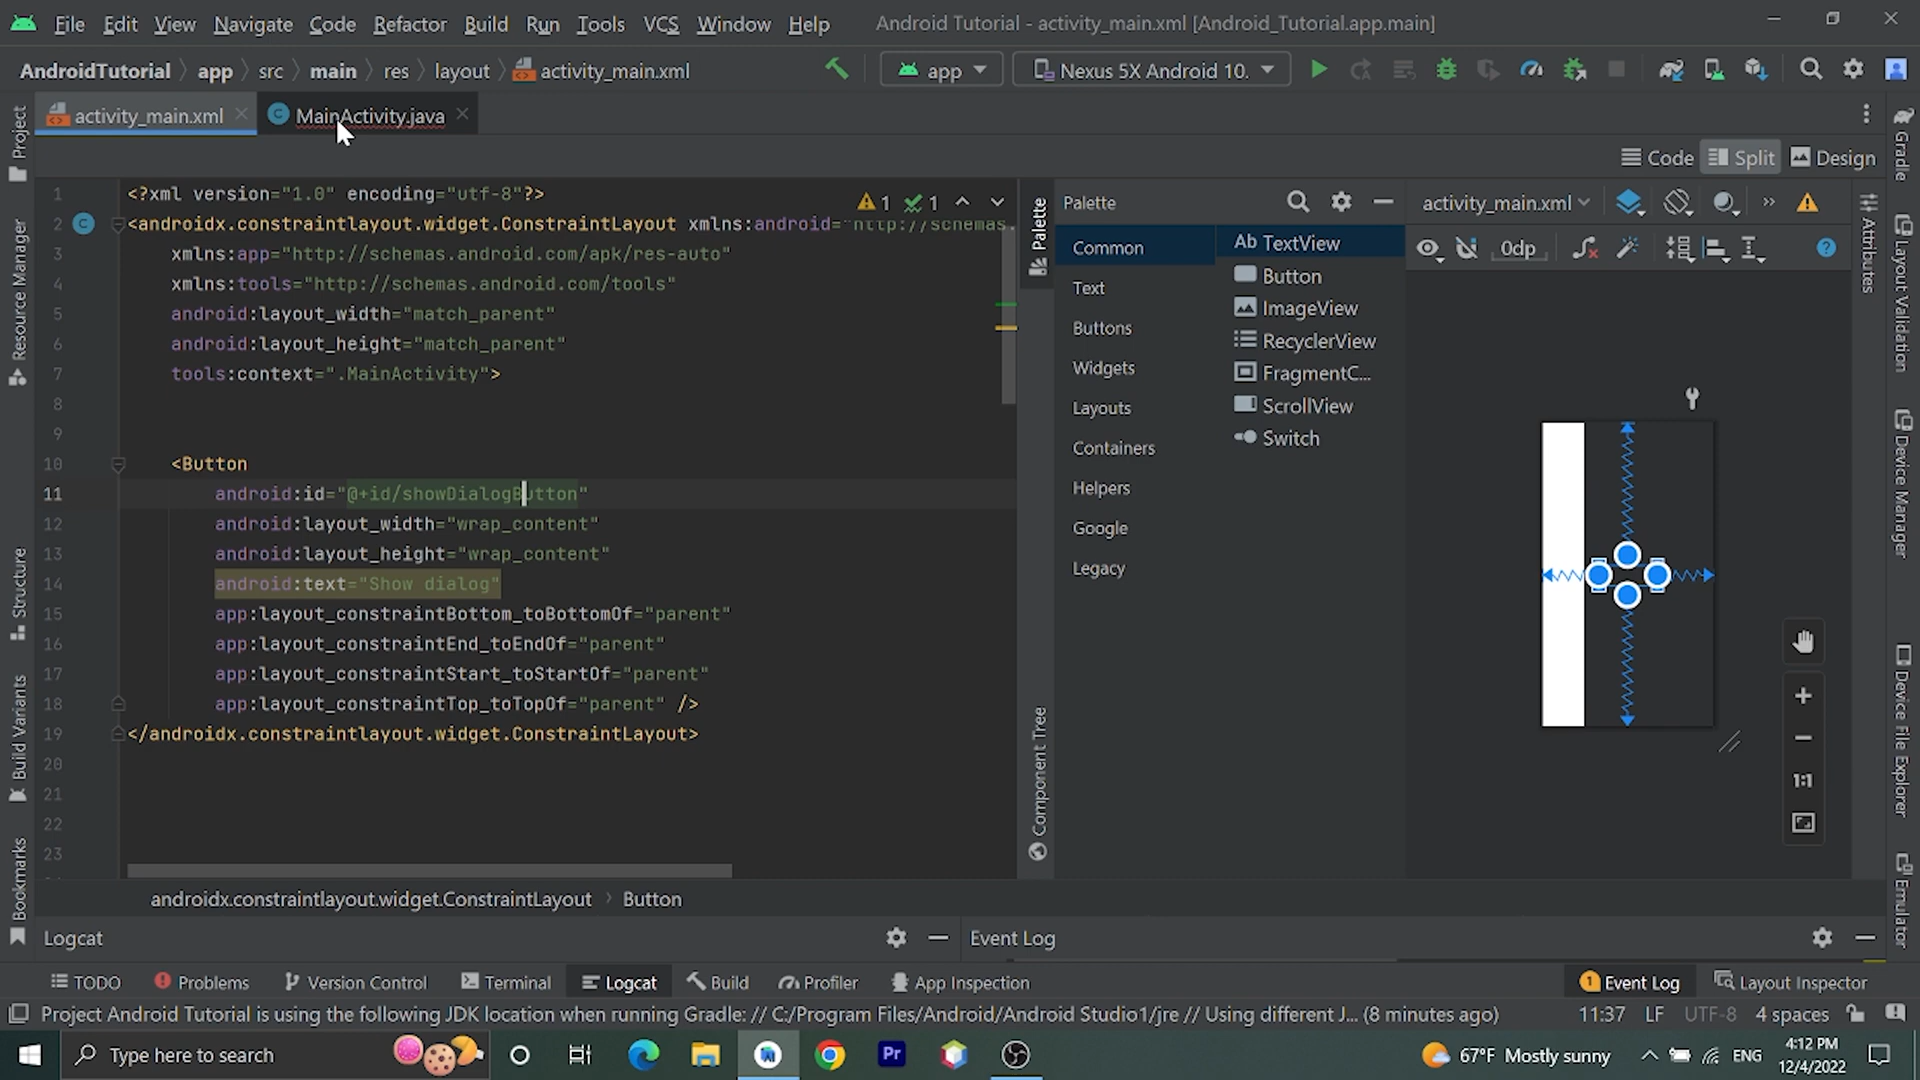 File Edit View Navigate Code Refactor Build Run Tools VCS Window Help Android Tutorial - activity_main.xml [Android_Tutorial.app.main]
AndroidTutorial app src main res layout activity_main.xml app Nexus 5X Android 10.
activity_main.xml MainActivity.java
Code Split Design
1 <?xml version="1.0" encoding="utf-8"?>
2 <androidx.constraintlayout.widget.ConstraintLayout xmlns:android="http://schemas.
3 xmlns:app="http://schemas.android.com/apk/res-auto"
4 xmlns:tools="http://schemas.android.com/tools"
5 android:layout_width="match_parent"
6 android:layout_height="match_parent"
7 tools:context=".MainActivity">
8
9
10 <Button
11 android:id="@+id/showDialogButton"
12 android:layout_width="wrap_content"
13 android:layout_height="wrap_content"
14 android:text="Show dialog"
15 app:layout_constraintBottom_toBottomOf="parent"
16 app:layout_constraintEnd_toEndOf="parent"
17 app:layout_constraintStart_toStartOf="parent"
18 app:layout_constraintTop_toTopOf="parent" />
19 </androidx.constraintlayout.widget.ConstraintLayout>
20
21
22
23
1 1
Palette
Common
Text
Buttons
Widgets
Layouts
Containers
Helpers
Google
Legacy
Ab TextView
Button
ImageView
RecyclerView
FragmentC...
ScrollView
Switch
activity_main.xml
0dp
1:1
Project
Resource Manager
Structure
Build Variants
Bookmarks
Palette
Component Tree
Attributes
Gradle
Layout Validation
Device Manager
Device File Explorer
Emulator
androidx.constraintlayout.widget.ConstraintLayout Button
Logcat Event Log
TODO Problems Version Control Terminal Logcat Build Profiler App Inspection 1 Event Log Layout Inspector
Project Android Tutorial is using the following JDK location when running Gradle: // C:/Program Files/Android/Android Studio1/jre // Using different J... (8 minutes ago) 11:37 LF UTF-8 4 spaces
Type here to search Pr 67°F Mostly sunny ENG 4:12 PM
12/4/2022